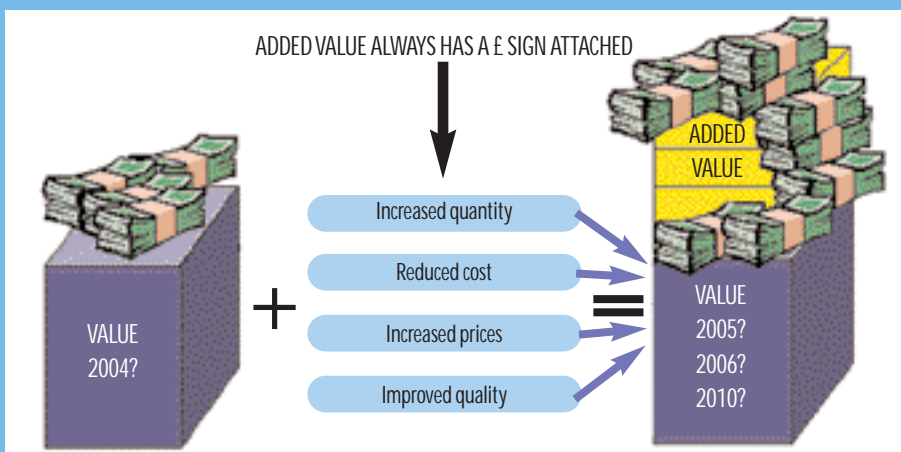 ADDED VALUE ALWAYS HAS A £ SIGN ATTACHED
VALUE
2004?
+
Increased quantity
Reduced cost
Increased prices
Improved quality
=
ADDED
VALUE
VALUE
2005?
2006?
2010?